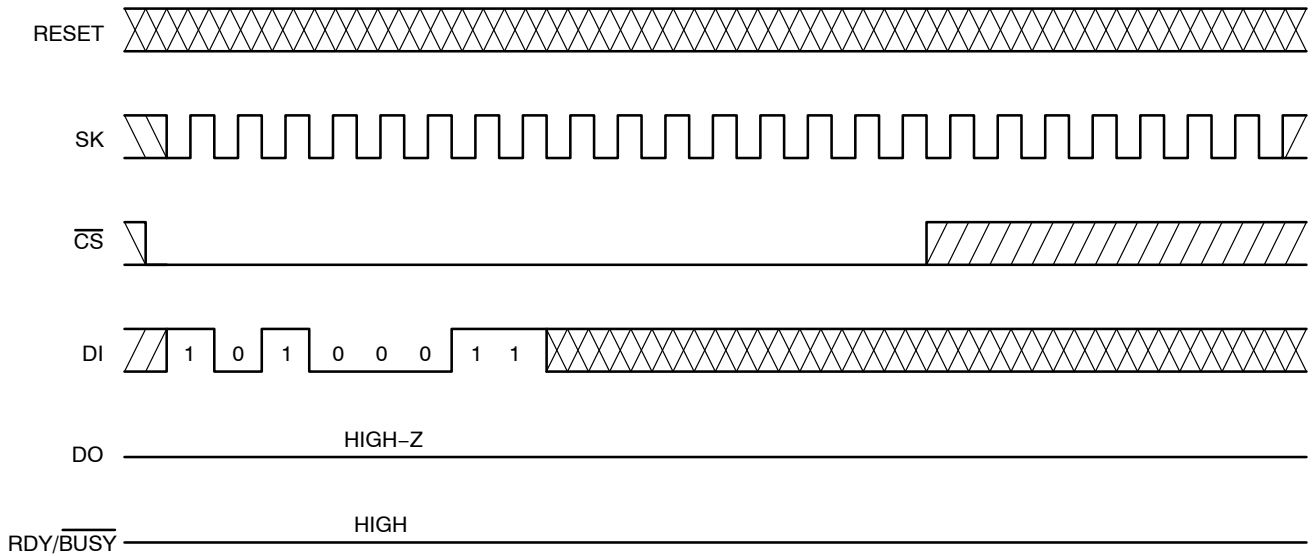 RESET
SK
CS
DI 1 0 1 0 0 0 1 1
HIGH–Z
DO
HIGH
RDY/BUSY